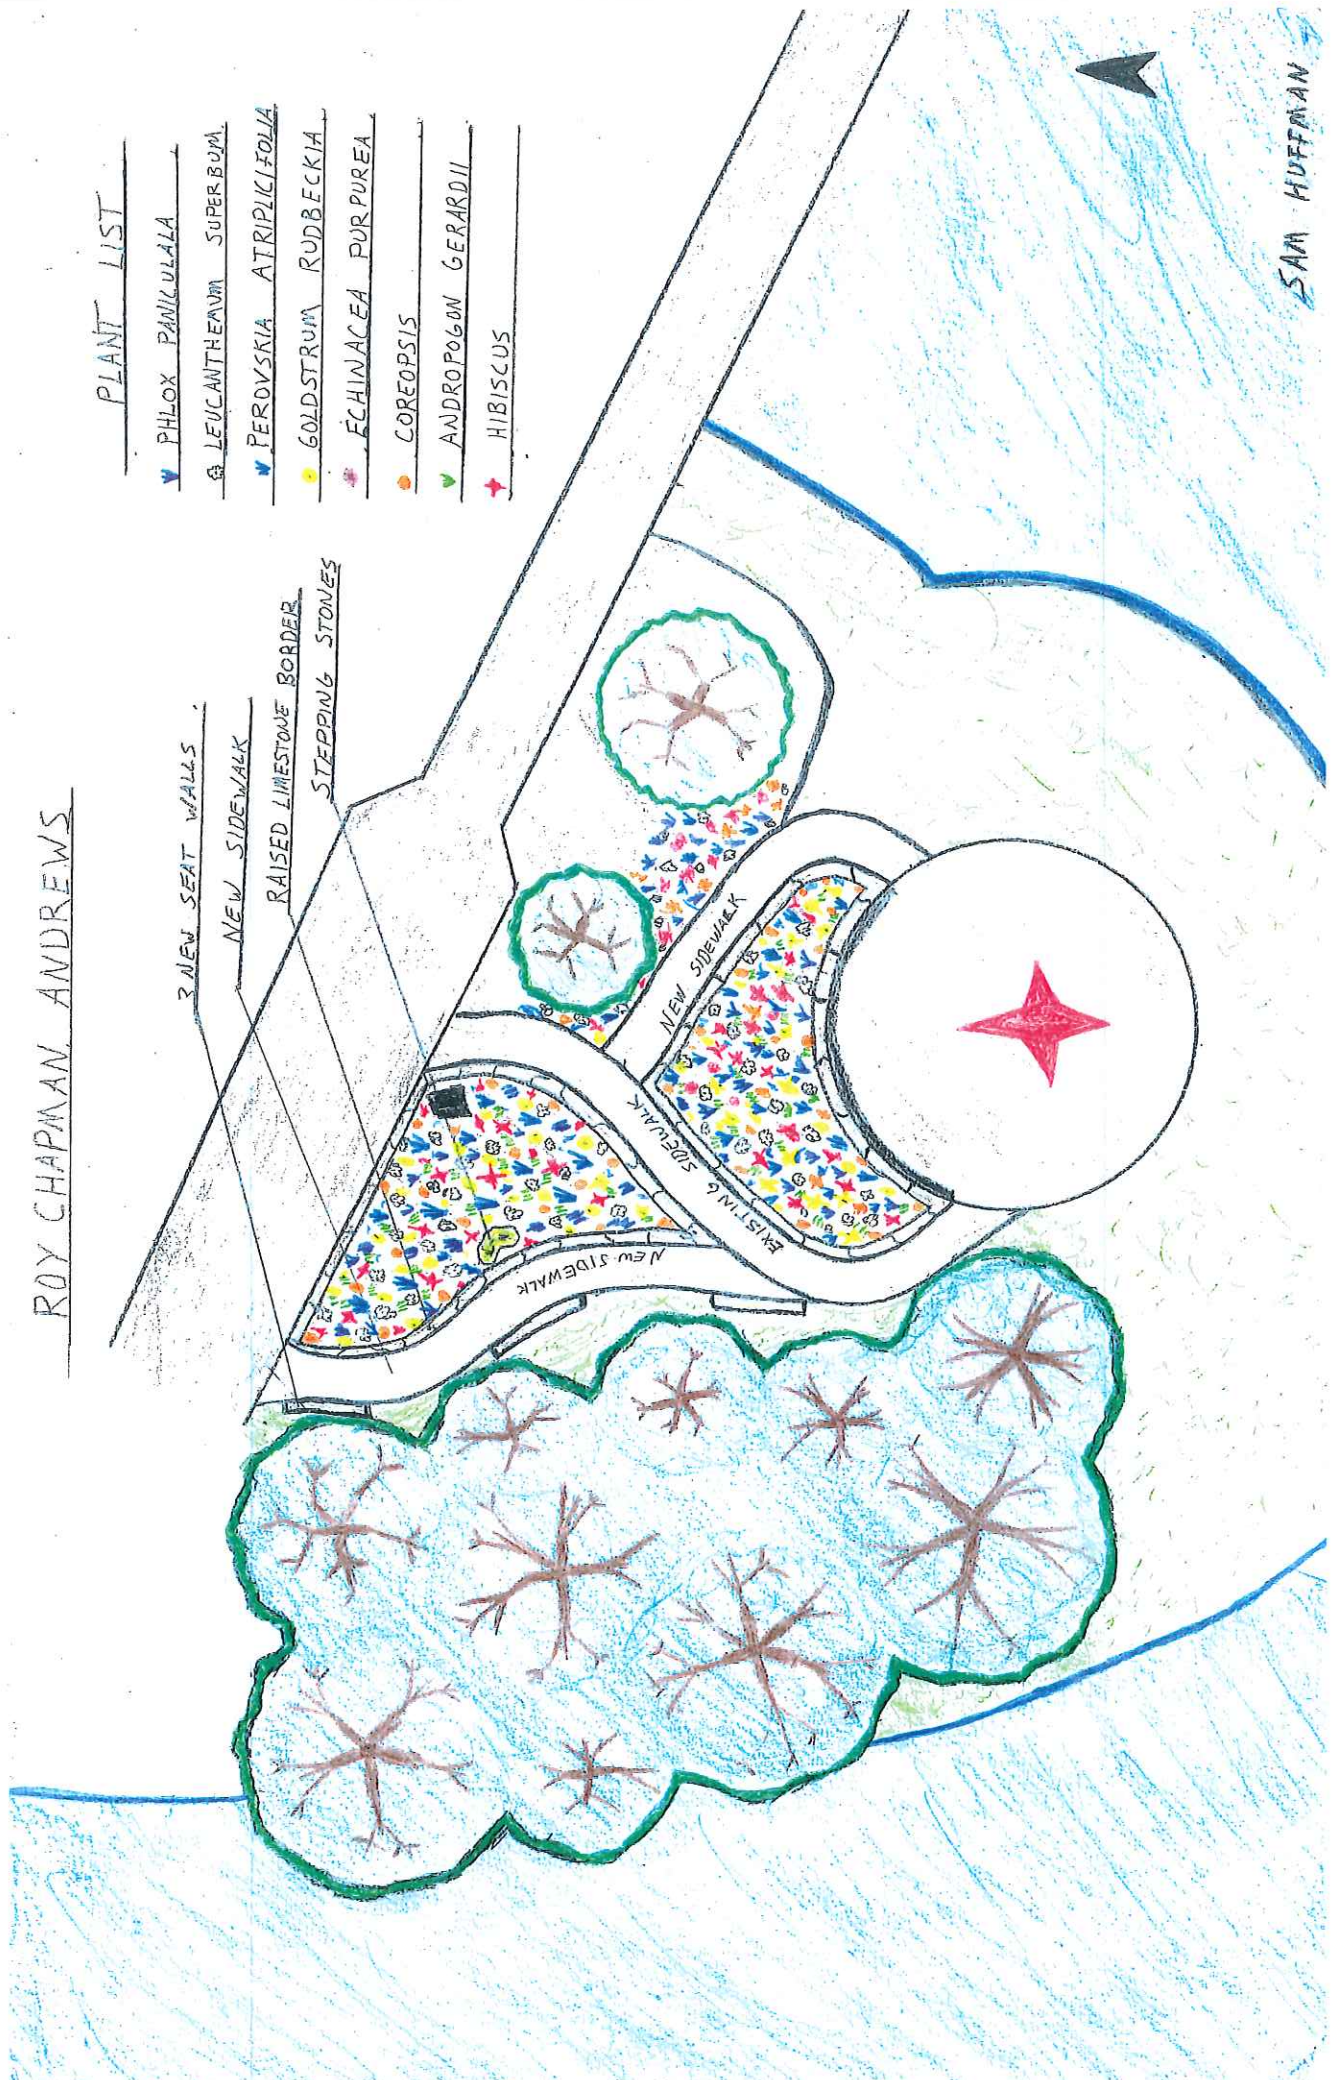 ROY CHAPMAN ANDREWS
3 NEW SEAT WALLS
NEW SIDEWALK
RAISED LIMESTONE BORDER
STEPPING STONES
PLANT LIST
PHLOX PANICULALA
LEUCANTHEMUM SUPERBUM
PEROVSKIA ATRIPLICIFOLIA
GOLDSTRUM RUDBECKIA
ECHINACEA PURPUREA
COREOPSIS
ANDROPOGON GERARDII
HIBISCUS
NEW SIDEWALK
EXISTING SIDEWALK
NEW SIDEWALK
SAM HUFFMAN